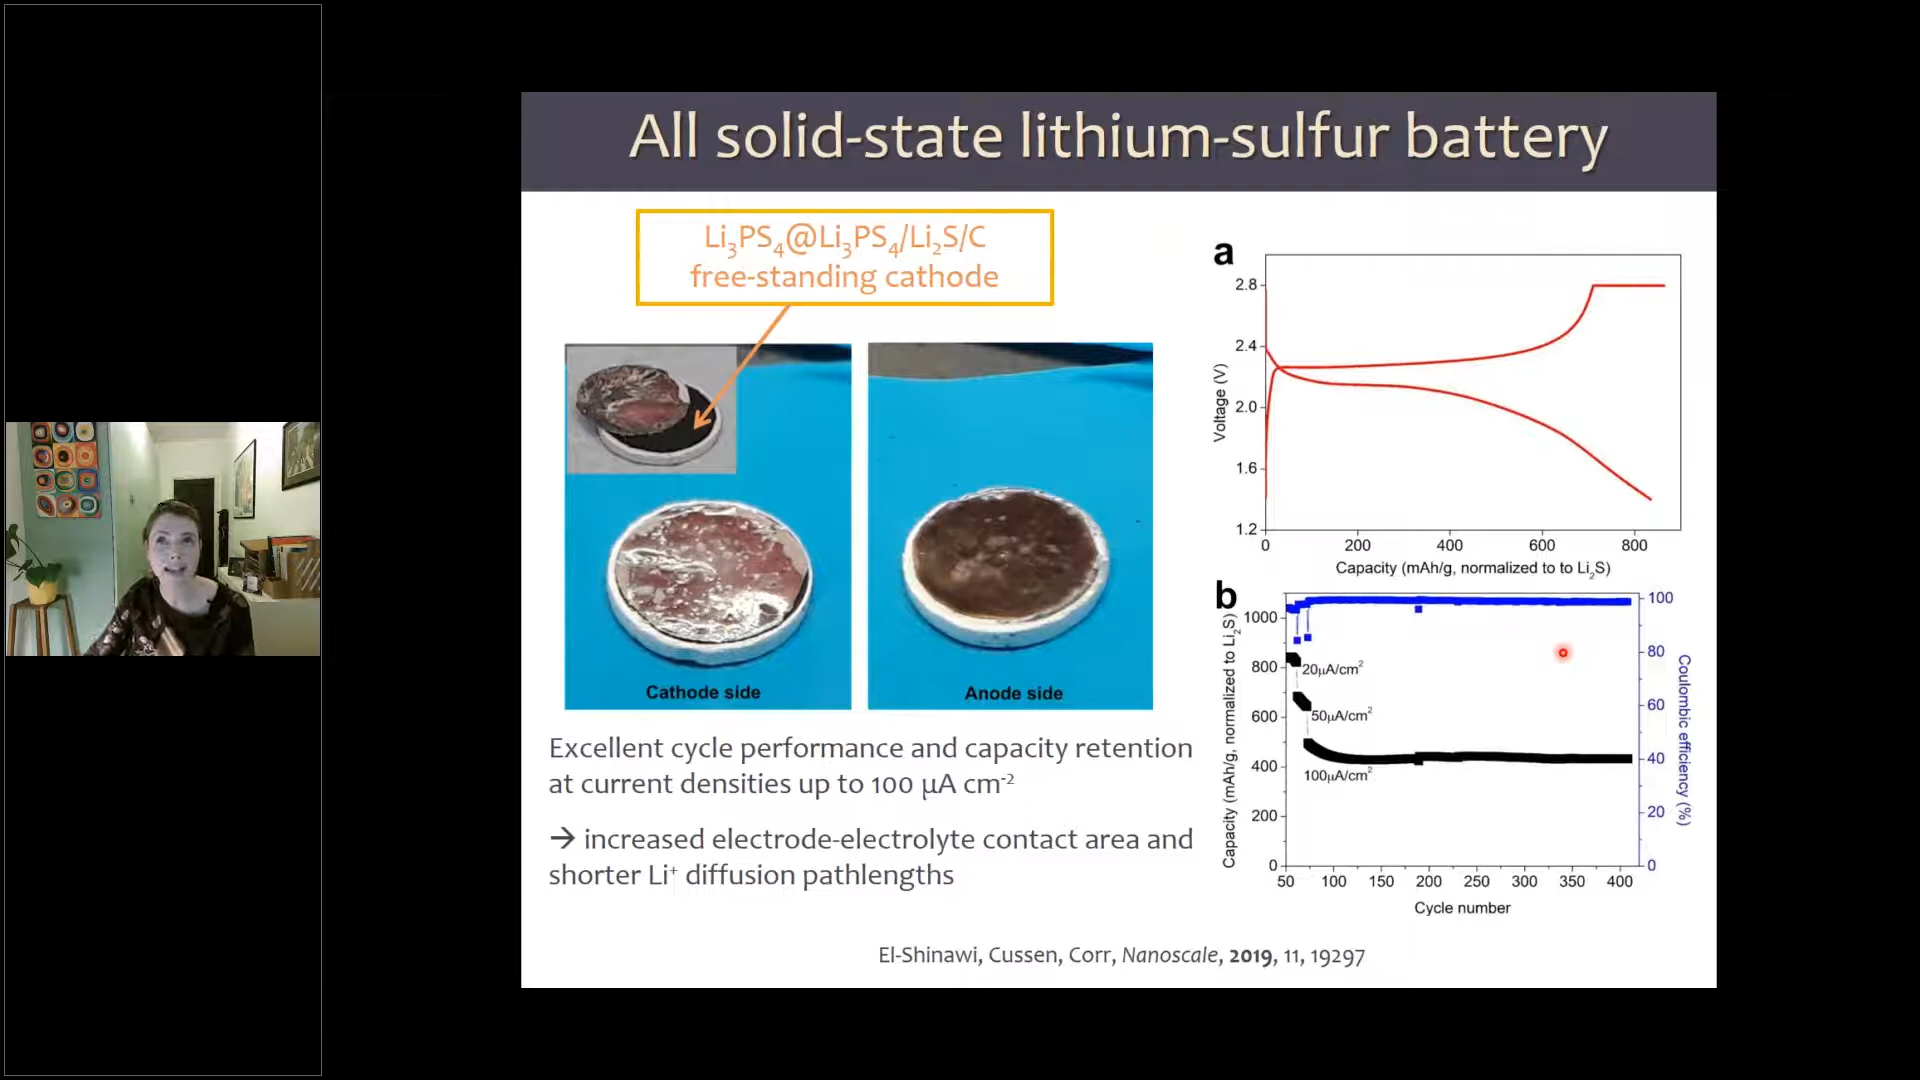 All solid-state lithium-sulfur battery
Li₃PS₄@Li₃PS₄/Li₂S/C
free-standing cathode
Cathode side
Anode side
Excellent cycle performance and capacity retention
at current densities up to 100 µA cm⁻²
→ increased electrode-electrolyte contact area and
shorter Li⁺ diffusion pathlengths
a
2.8
2.4
2.0
1.6
1.2
Voltage (V)
0 200 400 600 800
Capacity (mAh/g, normalized to to Li₂S)
b
1000
800
600
400
200
0
Capacity (mAh/g, normalized to Li₂S)
20µA/cm²
50µA/cm²
100µA/cm²
100
80
60
40
20
0
Coulombic efficiency (%)
50 100 150 200 250 300 350 400
Cycle number
El-Shinawi, Cussen, Corr, Nanoscale, 2019, 11, 19297